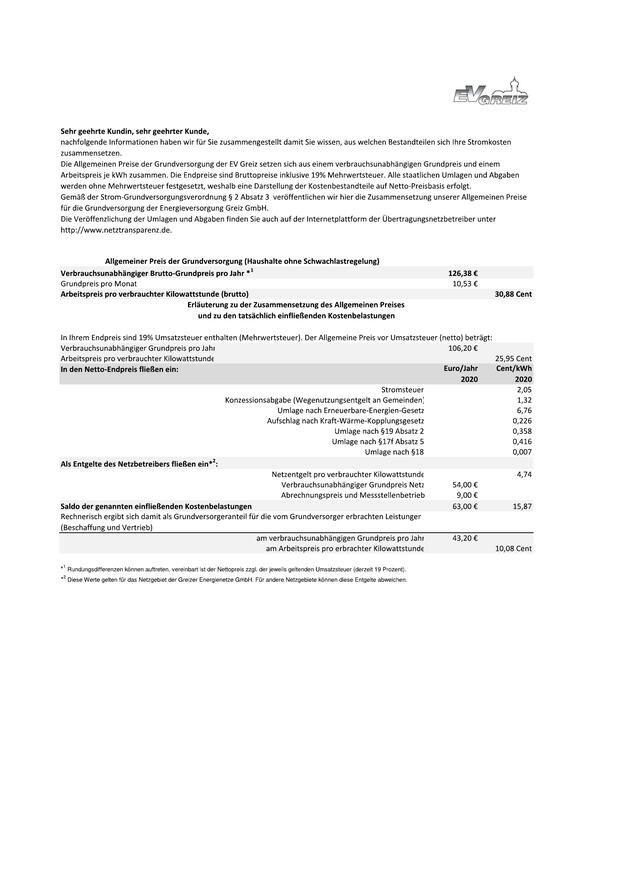 EV GREIZ
Sehr geehrte Kundin, sehr geehrter Kunde,
nachfolgende Informationen haben wir für Sie zusammengestellt damit Sie wissen, aus welchen Bestandteilen sich Ihre Stromkosten
zusammensetzen.
Die Allgemeinen Preise der Grundversorgung der EV Greiz setzen sich aus einem verbrauchsunabhängigen Grundpreis und einem
Arbeitspreis je kWh zusammen. Die Endpreise sind Bruttopreise inklusive 19% Mehrwertsteuer. Alle staatlichen Umlagen und Abgaben
werden ohne Mehrwertsteuer festgesetz, weshalb eine Darstellung der Kostenbestandteile auf Netto-Preisbasis erfolgt.
Gemäß der Strom-Grundversorgungsverordnung § 2 Absatz 3 veröffentlichen wir hier die Zusammensetzung unserer Allgemeinen Preise
für die Grundversorgung der Energieversorgung Greiz GmbH.
Die Veröffenzlichung der Umlagen und Abgaben finden Sie auch auf der Internetplattform der Übertragungsnetzbetreiber unter
http://www.netztransparenz.de.
Allgemeiner Preis der Grundversorgung (Haushalte ohne Schwachlastregelung)
Verbrauchsunabhängiger Brutto-Grundpreis pro Jahr *1 126,38 €
Grundpreis pro Monat 10,53 €
Arbeitspreis pro verbrauchter Kilowattstunde (brutto) 30,88 Cent
Erläuterung zu der Zusammensetzung des Allgemeinen Preises
und zu den tatsächlich einfließenden Kostenbelastungen
In Ihrem Endpreis sind 19% Umsatzsteuer enthalten (Mehrwertsteuer). Der Allgemeine Preis vor Umsatzsteuer (netto) beträgt:
Verbrauchsunabhängiger Grundpreis pro Jahr 106,20 €
Arbeitspreis pro verbrauchter Kilowattstunde 25,95 Cent
In den Netto-Endpreis fließen ein: Euro/Jahr Cent/kWh
2020 2020
Stromsteuer 2,05
Konzessionsabgabe (Wegenutzungsentgelt an Gemeinden) 1,32
Umlage nach Erneuerbare-Energien-Gesetz 6,76
Aufschlag nach Kraft-Wärme-Kopplungsgesetz 0,226
Umlage nach §19 Absatz 2 0,358
Umlage nach §17f Absatz 5 0,416
Umlage nach §18 0,007
Als Entgelte des Netzbetreibers fließen ein*2:
Netzentgelt pro verbrauchter Kilowattstunde 4,74
Verbrauchsunabhängiger Grundpreis Netz 54,00 €
Abrechnungspreis und Messstellenbetrieb 9,00 €
Saldo der genannten einfließenden Kostenbelastungen 63,00 € 15,87
Rechnerisch ergibt sich damit als Grundversorgeranteil für die vom Grundversorger erbrachten Leistungen
(Beschaffung und Vertrieb)
am verbrauchsunabhängigen Grundpreis pro Jahr 43,20 €
am Arbeitspreis pro erbrachter Kilowattstunde 10,08 Cent
*1 Rundungsdifferenzen können auftreten, vereinbart ist der Nettopreis zzgl. der jeweils geltenden Umsatzsteuer (derzeit 19 Prozent).
*2 Diese Werte gelten für das Netzgebiet der Greizer Energienetze GmbH. Für andere Netzgebiete können diese Entgelte abweichen.